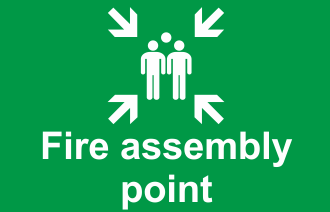 Fire assembly
point